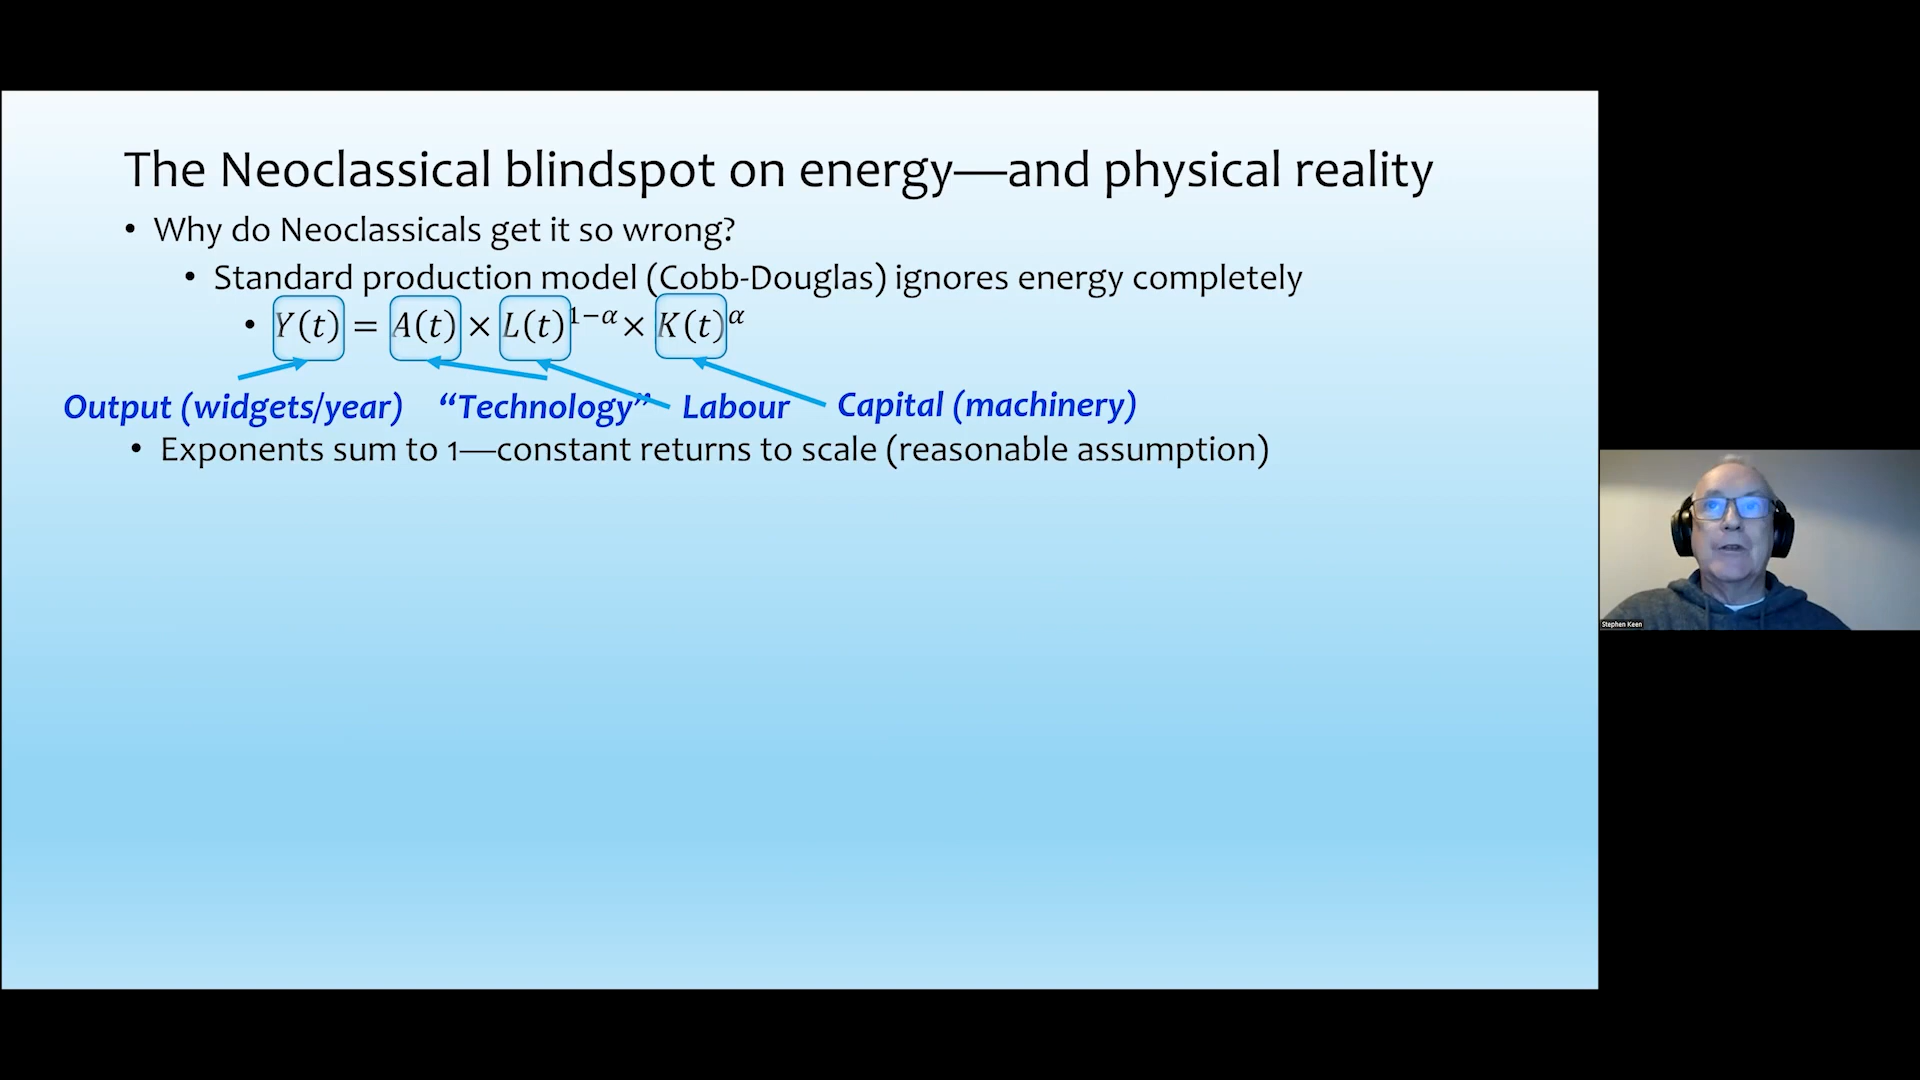 The Neoclassical blindspot on energy—and physical reality
• Why do Neoclassicals get it so wrong?
• Standard production model (Cobb-Douglas) ignores energy completely
• Y(t) = A(t) × L(t)^{1−α} × K(t)^{α}
Output (widgets/year) “Technology” Labour Capital (machinery)
• Exponents sum to 1—constant returns to scale (reasonable assumption)
Stephen Keen